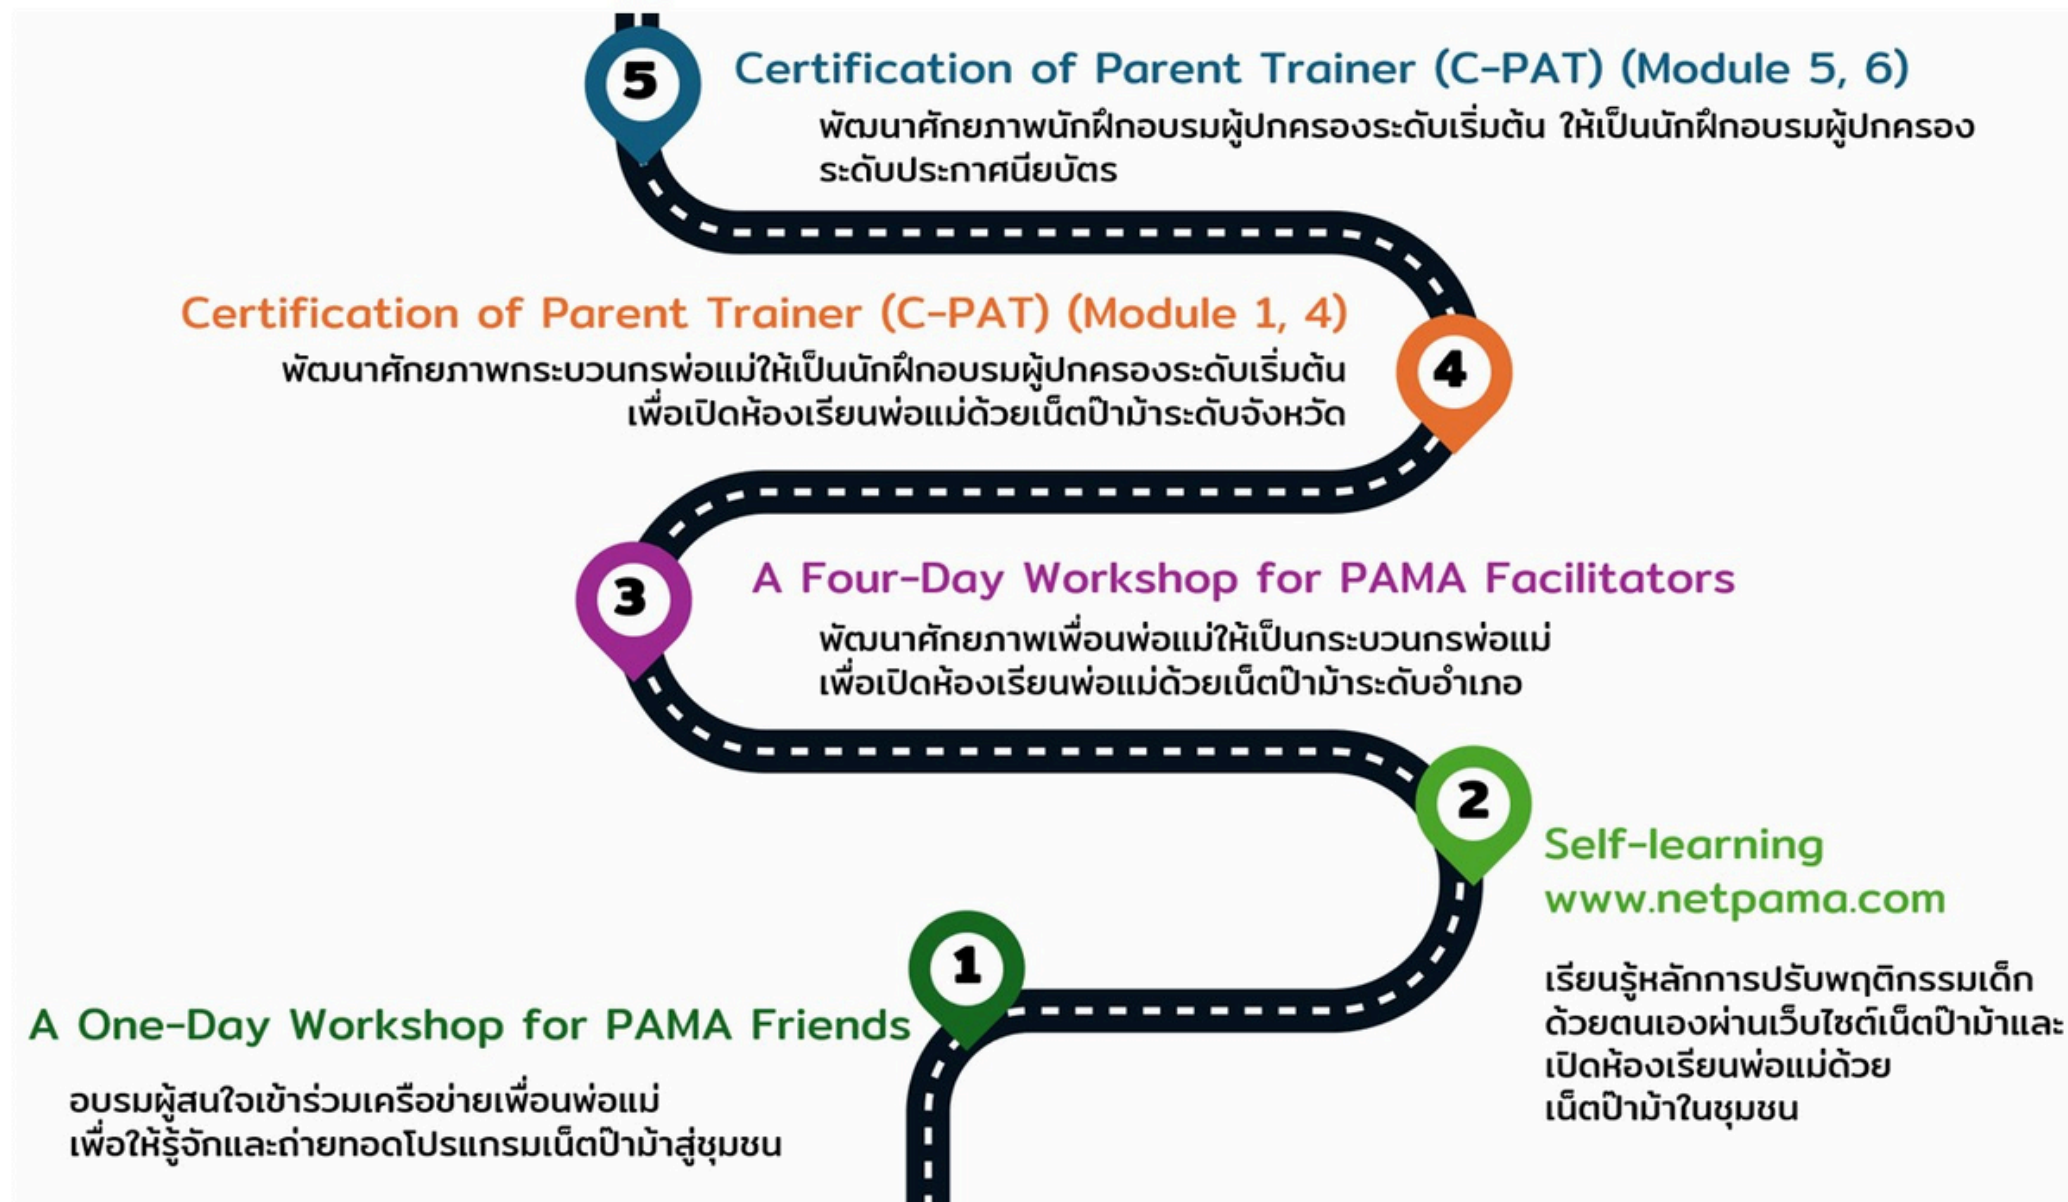 5
Certification of Parent Trainer (C-PAT) (Module 5, 6)
พัฒนาศักยภาพนักฝึกอบรมผู้ปกครองระดับเริ่มต้น ให้เป็นนักฝึกอบรมผู้ปกครอง
ระดับประกาศนียบัตร
Certification of Parent Trainer (C-PAT) (Module 1, 4)
4
พัฒนาศักยภาพกระบวนกรพ่อแม่ให้เป็นนักฝึกอบรมผู้ปกครองระดับเริ่มต้น
เพื่อเปิดห้องเรียนพ่อแม่ด้วยเน็ตป๊าม้าระดับจังหวัด
3
A Four-Day Workshop for PAMA Facilitators
พัฒนาศักยภาพเพื่อนพ่อแม่ให้เป็นกระบวนกรพ่อแม่
เพื่อเปิดห้องเรียนพ่อแม่ด้วยเน็ตป๊าม้าระดับอำเภอ
2
Self-learning
www.netpama.com
เรียนรู้หลักการปรับพฤติกรรมเด็ก
ด้วยตนเองผ่านเว็บไซต์เน็ตป๊าม้าและ
เปิดห้องเรียนพ่อแม่ด้วย
เน็ตป๊าม้าในชุมชน
1
A One-Day Workshop for PAMA Friends
อบรมผู้สนใจเข้าร่วมเครือข่ายเพื่อนพ่อแม่
เพื่อให้รู้จักและถ่ายทอดโปรแกรมเน็ตป๊าม้าสู่ชุมชน